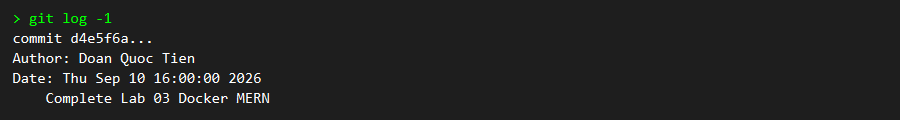 > git log -1
commit d4e5f6a...
Author: Doan Quoc Tien
Date: Thu Sep 10 16:00:00 2026
    Complete Lab 03 Docker MERN